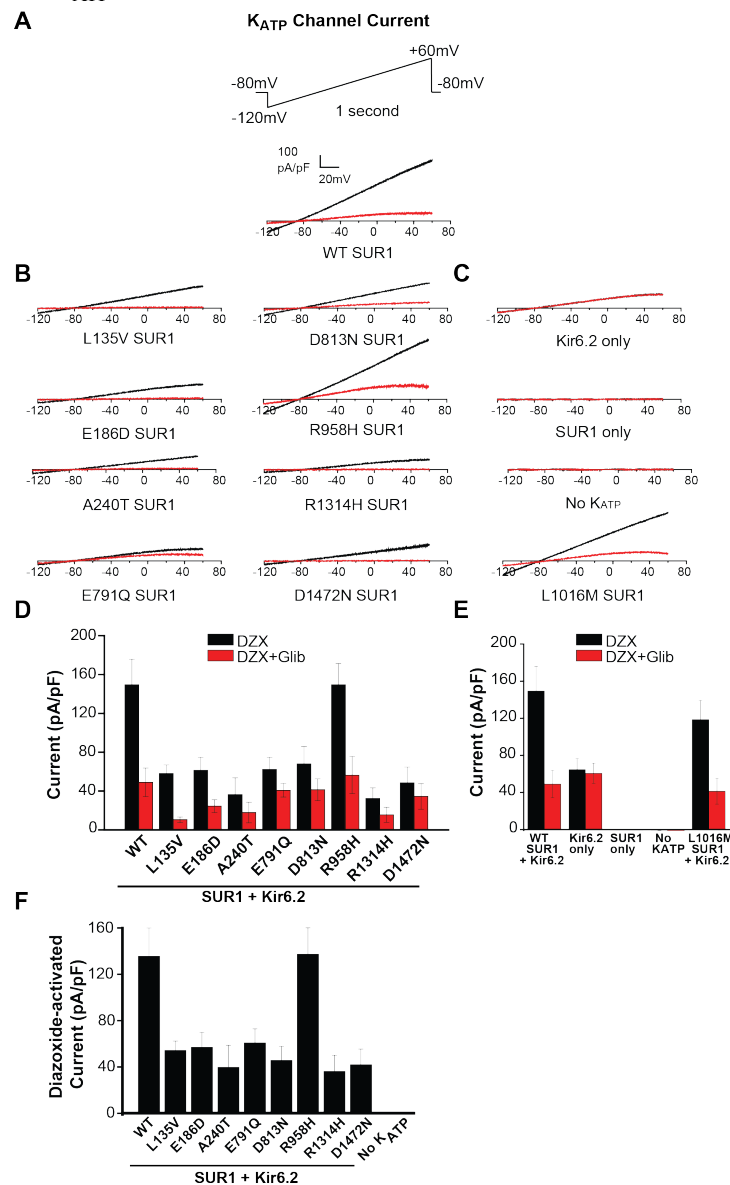 A
KATP Channel Current
+60mV
-80mV
-80mV
-120mV
1 second
100
pA/pF
20mV
-120 -80 -40 0 40 80
WT SUR1
B
C
-120 -80 -40 0 40 80
L135V SUR1
-120 -80 -40 0 40 80
D813N SUR1
-120 -80 -40 0 40 80
Kir6.2 only
-120 -80 -40 0 40 80
E186D SUR1
-120 -80 -40 0 40 80
R958H SUR1
-120 -80 -40 0 40 80
SUR1 only
-120 -80 -40 0 40 80
A240T SUR1
-120 -80 -40 0 40 80
R1314H SUR1
-120 -80 -40 0 40 80
No KATP
-120 -80 -40 0 40 80
E791Q SUR1
-120 -80 -40 0 40 80
D1472N SUR1
-120 -80 -40 0 40 80
L1016M SUR1
D
Current (pA/pF)
200
160
120
80
40
0
DZX
DZX+Glib
WT L135V E186D A240T E791Q D813N R958H R1314H D1472N
SUR1 + Kir6.2
E
Current (pA/pF)
200
160
120
80
40
0
DZX
DZX+Glib
WT SUR1 + Kir6.2
Kir6.2 only
SUR1 only
No KATP
L1016M SUR1 + Kir6.2
F
Diazoxide-activated
Current (pA/pF)
160
120
80
40
0
WT L135V E186D A240T E791Q D813N R958H R1314H D1472N No KATP
SUR1 + Kir6.2